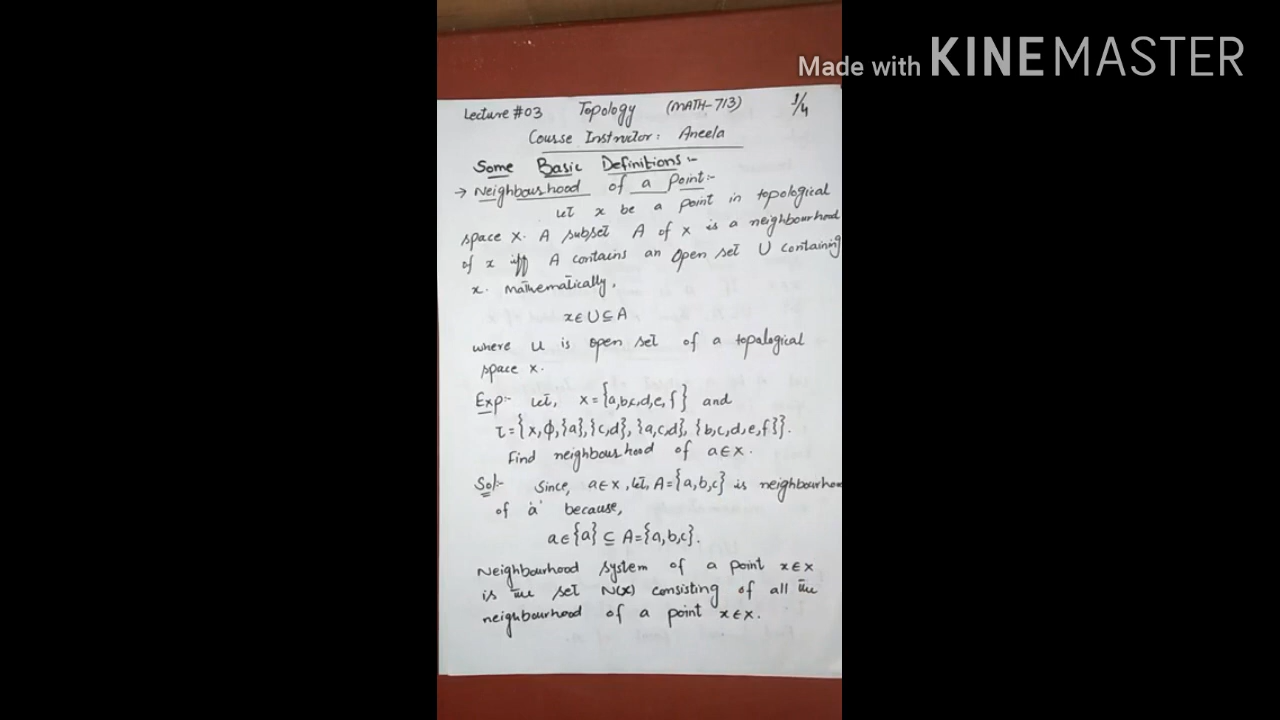 Made with KINEMASTER
Lecture #03 Topology (MATH-713) 1/4
Course Instructor: Aneela
Some Basic Definitions:-
→ Neighbourhood of a Point:-
Let x be a point in topological
space X. A subset A of X is a neighbourhood
of x iff A contains an open set U containing
x. Mathematically,
x∈U⊆A
where U is open set of a topological
space X.
Exp:- Let, X={a,b,c,d,e,f} and
τ={X,φ,{a},{c,d},{a,c,d},{b,c,d,e,f}}.
Find neighbourhood of a∈X.
Sol:- Since, a∈X, let, A={a,b,c} is neighbourhoo
of 'a' because,
a∈{a}⊆A={a,b,c}.
Neighbourhood system of a point x∈X
is the set N(x) consisting of all the
neighbourhood of a point x∈X.